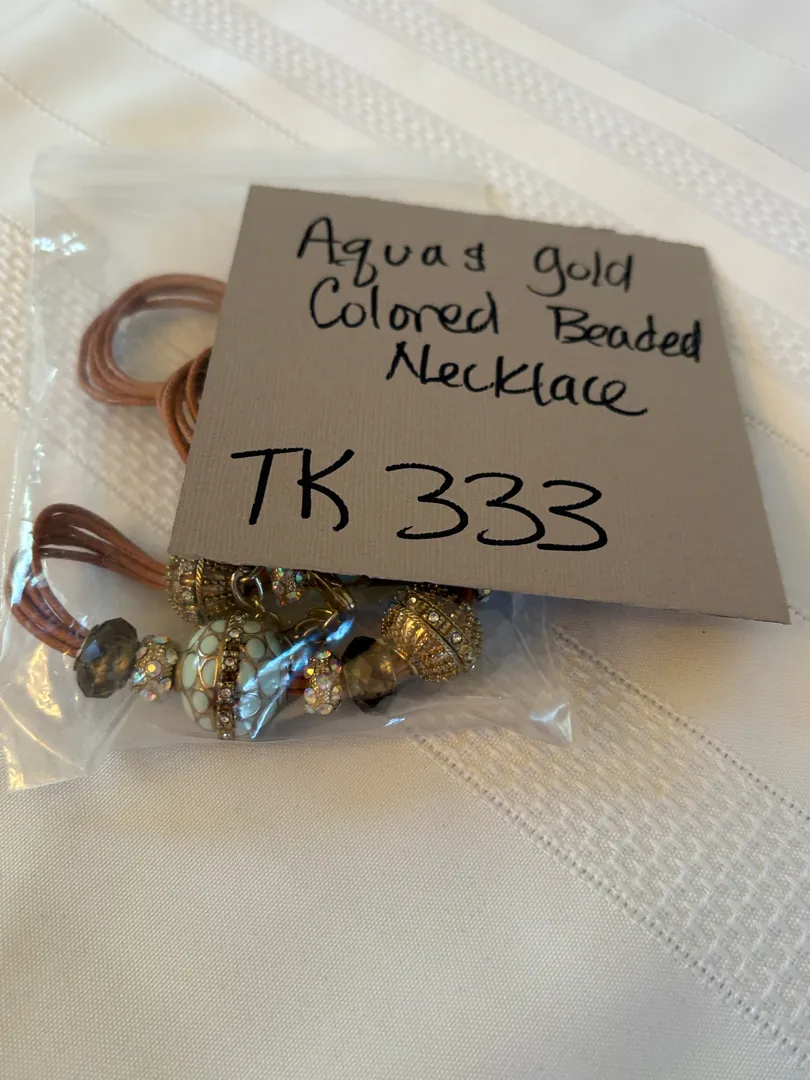 Aqua & gold
Colored Beaded
Necklace
TK 333